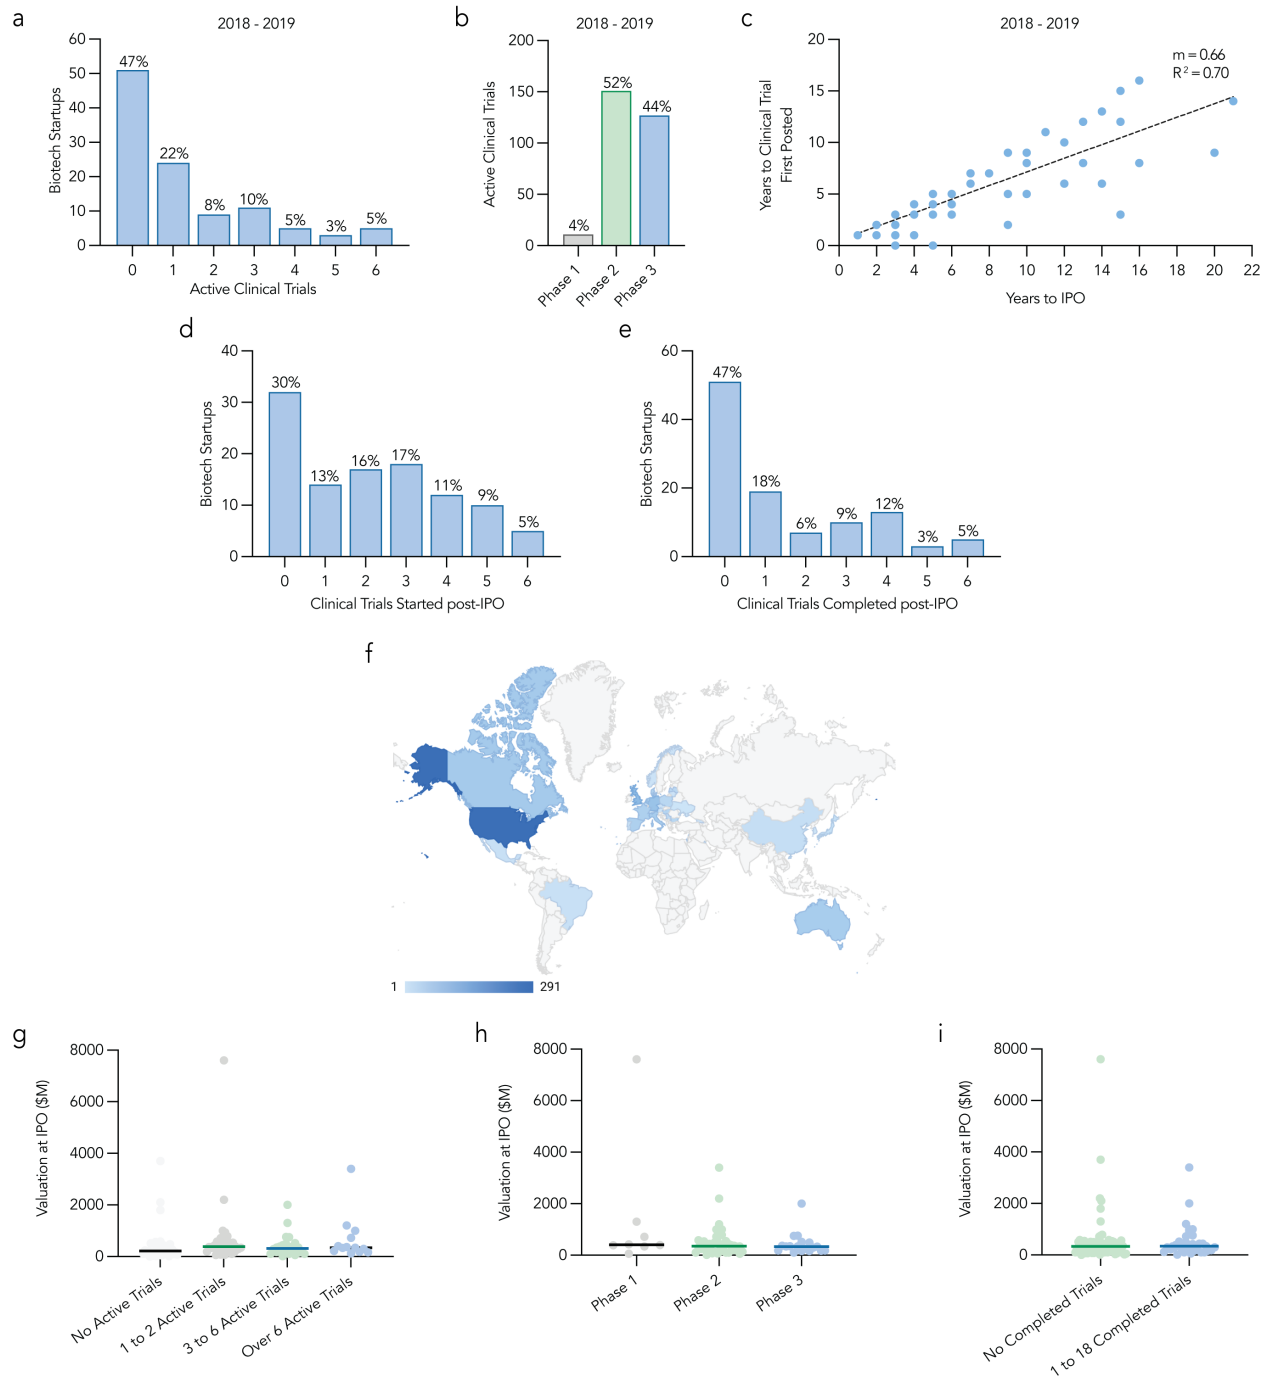 a
2018 - 2019
60
50
40
30
20
10
0
Biotech Startups
47%
22%
8%
10%
5%
3%
5%
0 1 2 3 4 5 6
Active Clinical Trials
b
2018 - 2019
200
150
100
50
0
Active Clinical Trials
4%
52%
44%
Phase 1
Phase 2
Phase 3
c
2018 - 2019
20
15
10
5
0
Years to Clinical Trial
First Posted
m = 0.66
R² = 0.70
0 2 4 6 8 10 12 14 16 18 20 22
Years to IPO
d
40
30
20
10
0
Biotech Startups
30%
13%
16%
17%
11%
9%
5%
0 1 2 3 4 5 6
Clinical Trials Started post-IPO
e
60
40
20
0
Biotech Startups
47%
18%
6%
9%
12%
3%
5%
0 1 2 3 4 5 6
Clinical Trials Completed post-IPO
f
1 291
g
8000
6000
4000
2000
0
Valuation at IPO ($M)
No Active Trials
1 to 2 Active Trials
3 to 6 Active Trials
Over 6 Active Trials
h
8000
6000
4000
2000
0
Valuation at IPO ($M)
Phase 1
Phase 2
Phase 3
i
8000
6000
4000
2000
0
Valuation at IPO ($M)
No Completed Trials
1 to 18 Completed Trials